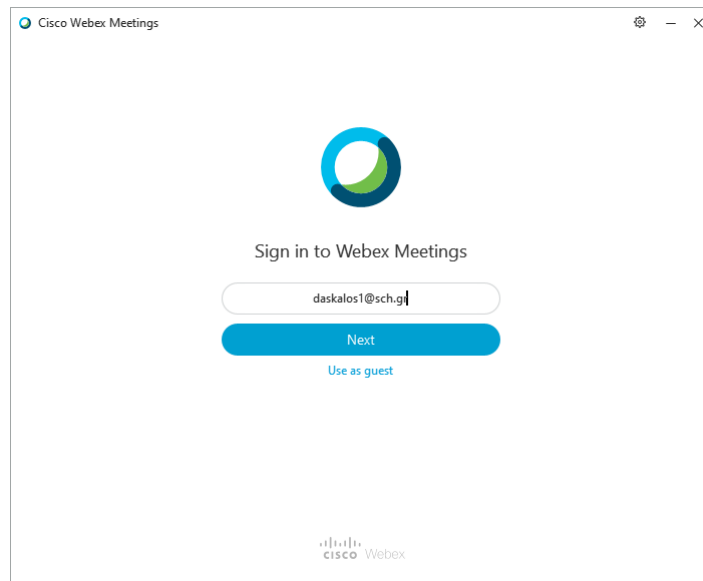 Cisco Webex Meetings
Sign in to Webex Meetings
daskalos1@sch.gr
Next
Use as guest
cisco Webex